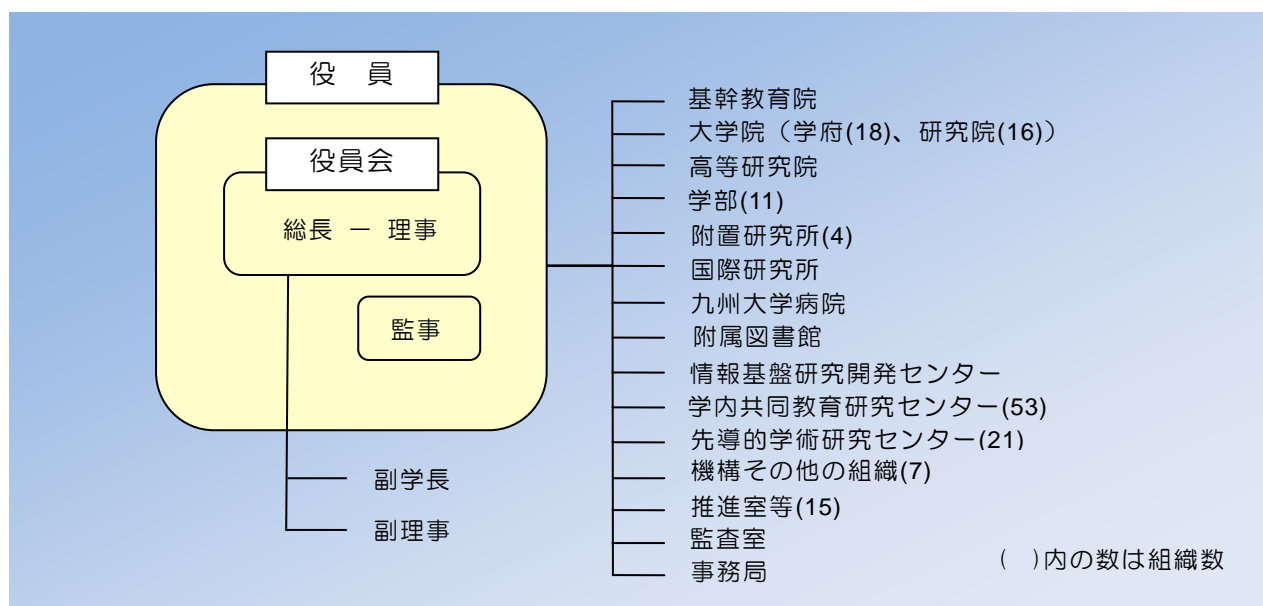 役 員
役員会
総長 － 理事
監事
副学長
副理事
基幹教育院
大学院（学府(18)、研究院(16)）
高等研究院
学部(11)
附置研究所(4)
国際研究所
九州大学病院
附属図書館
情報基盤研究開発センター
学内共同教育研究センター(53)
先導的学術研究センター(21)
機構その他の組織(7)
推進室等(15)
監査室
事務局
( )内の数は組織数